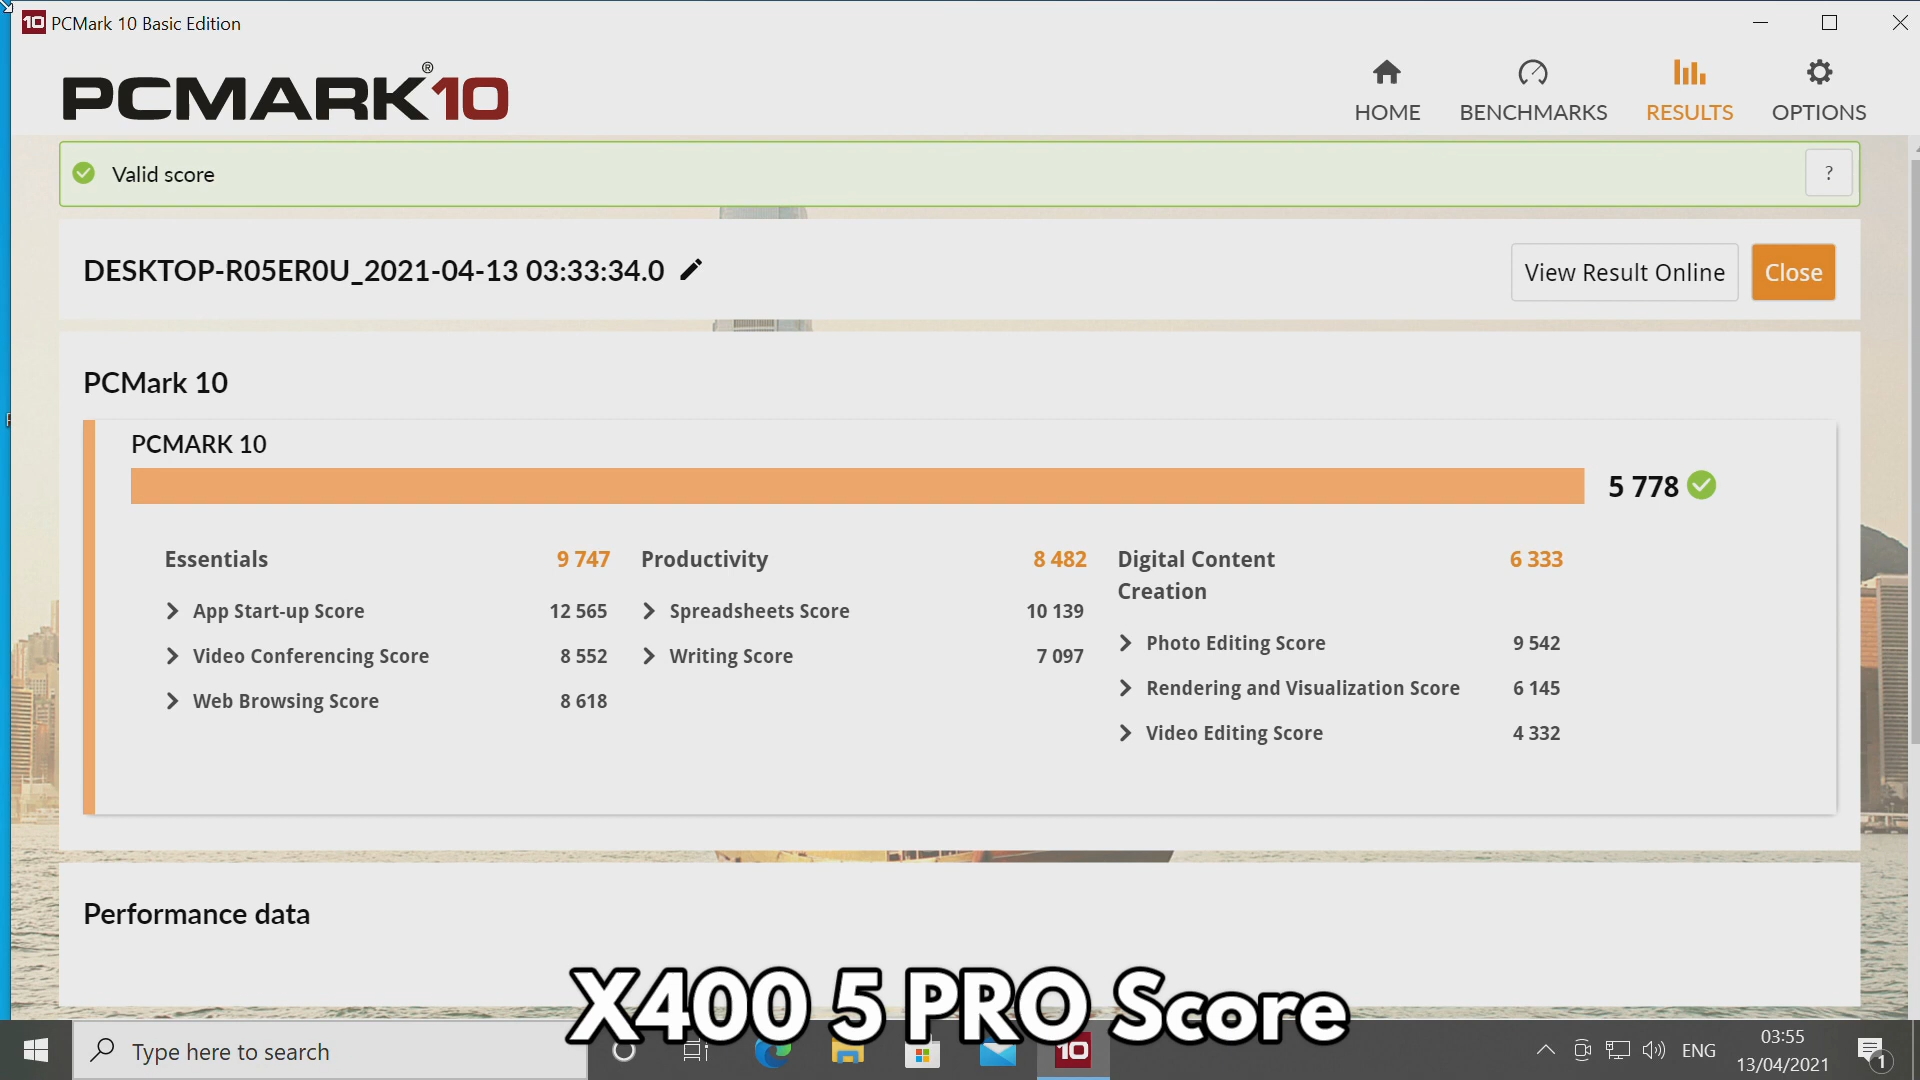 10 PCMark 10 Basic Edition
PCMARK®10
HOME BENCHMARKS RESULTS OPTIONS
Valid score ?
DESKTOP-R05ER0U_2021-04-13 03:33:34.0 View Result Online Close
PCMark 10
PCMARK 10
5 778
Essentials 9 747
App Start-up Score 12 565
Video Conferencing Score 8 552
Web Browsing Score 8 618
Productivity 8 482
Spreadsheets Score 10 139
Writing Score 7 097
Digital Content 6 333
Creation
Photo Editing Score 9 542
Rendering and Visualization Score 6 145
Video Editing Score 4 332
Performance data
X400 5 PRO Score
Type here to search 10 ENG 03:55
13/04/2021 1